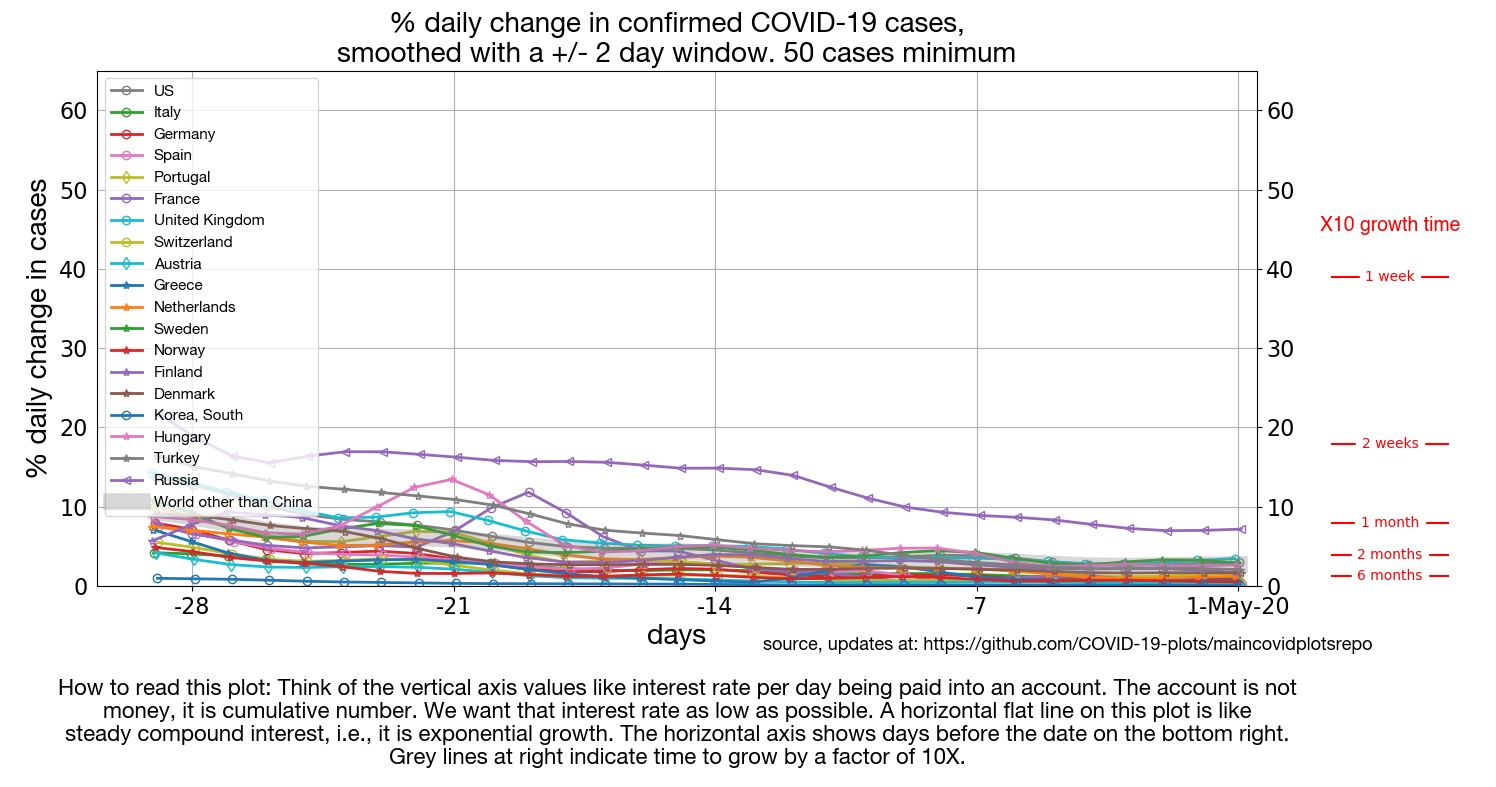 % daily change in confirmed COVID-19 cases,
smoothed with a +/- 2 day window. 50 cases minimum
% daily change in cases
60
50
40
30
20
10
0
US
Italy
Germany
Spain
Portugal
France
United Kingdom
Switzerland
Austria
Greece
Netherlands
Sweden
Norway
Finland
Denmark
Korea, South
Hungary
Turkey
Russia
World other than China
60
50
40
30
20
10
0
X10 growth time
1 week
2 weeks
1 month
2 months
6 months
-28
-21
-14
-7
1-May-20
days
source, updates at: https://github.com/COVID-19-plots/maincovidplotsrepo
How to read this plot: Think of the vertical axis values like interest rate per day being paid into an account. The account is not
money, it is cumulative number. We want that interest rate as low as possible. A horizontal flat line on this plot is like
steady compound interest, i.e., it is exponential growth. The horizontal axis shows days before the date on the bottom right.
Grey lines at right indicate time to grow by a factor of 10X.